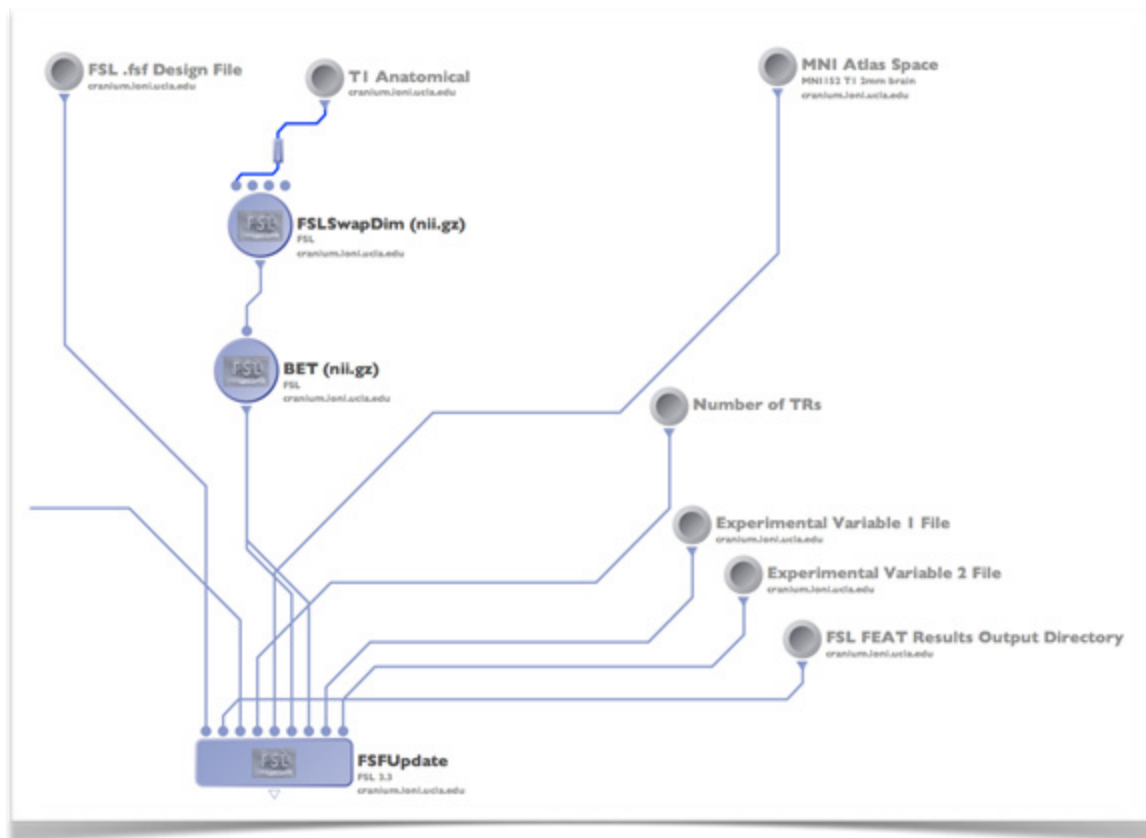 FSL .fsf Design File
cranium.loni.ucla.edu
T1 Anatomical
cranium.loni.ucla.edu
MNI Atlas Space
MNI152 T1 2mm brain
cranium.loni.ucla.edu
FSL
FSLSwapDim (nii.gz)
FSL
cranium.loni.ucla.edu
FSL
BET (nii.gz)
FSL
cranium.loni.ucla.edu
Number of TRs
Experimental Variable 1 File
cranium.loni.ucla.edu
Experimental Variable 2 File
cranium.loni.ucla.edu
FSL FEAT Results Output Directory
cranium.loni.ucla.edu
FSL
FSFUpdate
FSL 3.3
cranium.loni.ucla.edu